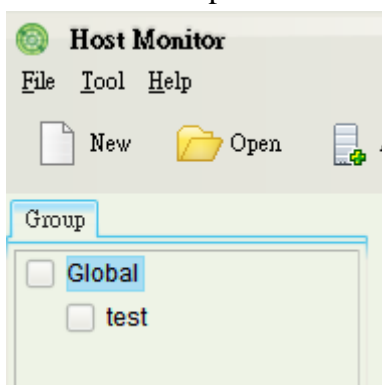 Host Monitor
File Tool Help
New Open
Group
Global
test